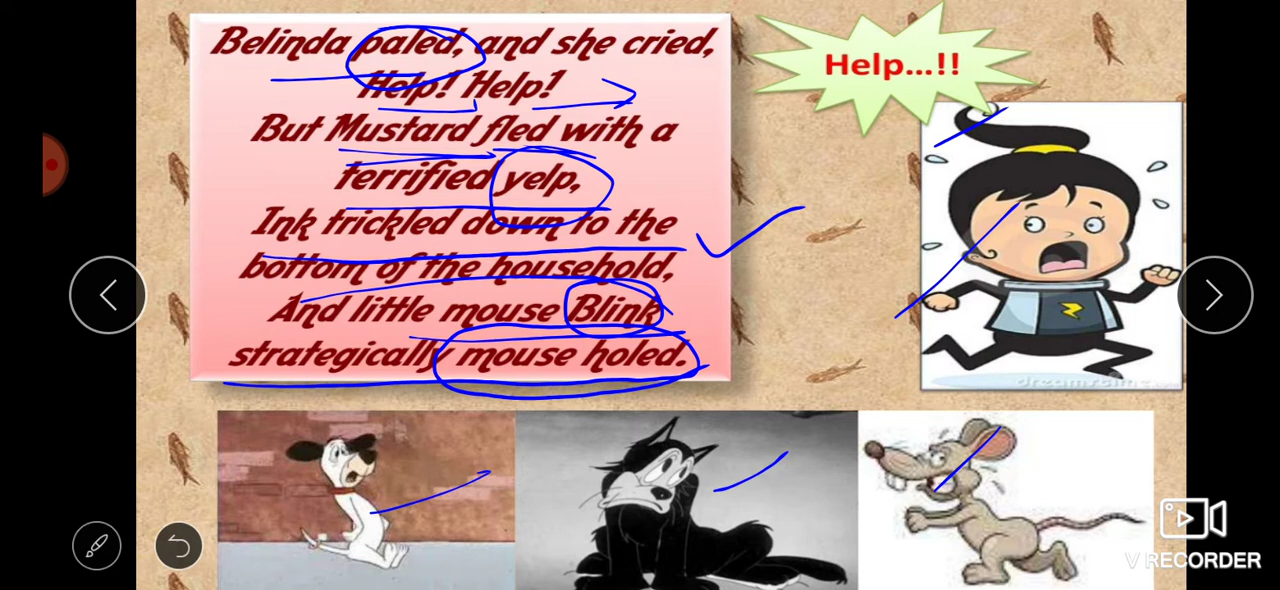 Belinda paled, and she cried,
Help! Help!
But Mustard fled with a
terrified yelp,
Ink trickled down to the
bottom of the household,
And little mouse Blink
strategically mouse holed.
Help...!!
dreamstime
V RECORDER